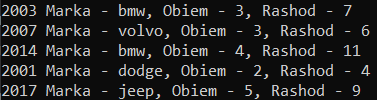 2003 Marka - bmw, Obiem - 3, Rashod - 7
2007 Marka - volvo, Obiem - 3, Rashod - 6
2014 Marka - bmw, Obiem - 4, Rashod - 11
2001 Marka - dodge, Obiem - 2, Rashod - 4
2017 Marka - jeep, Obiem - 5, Rashod - 9